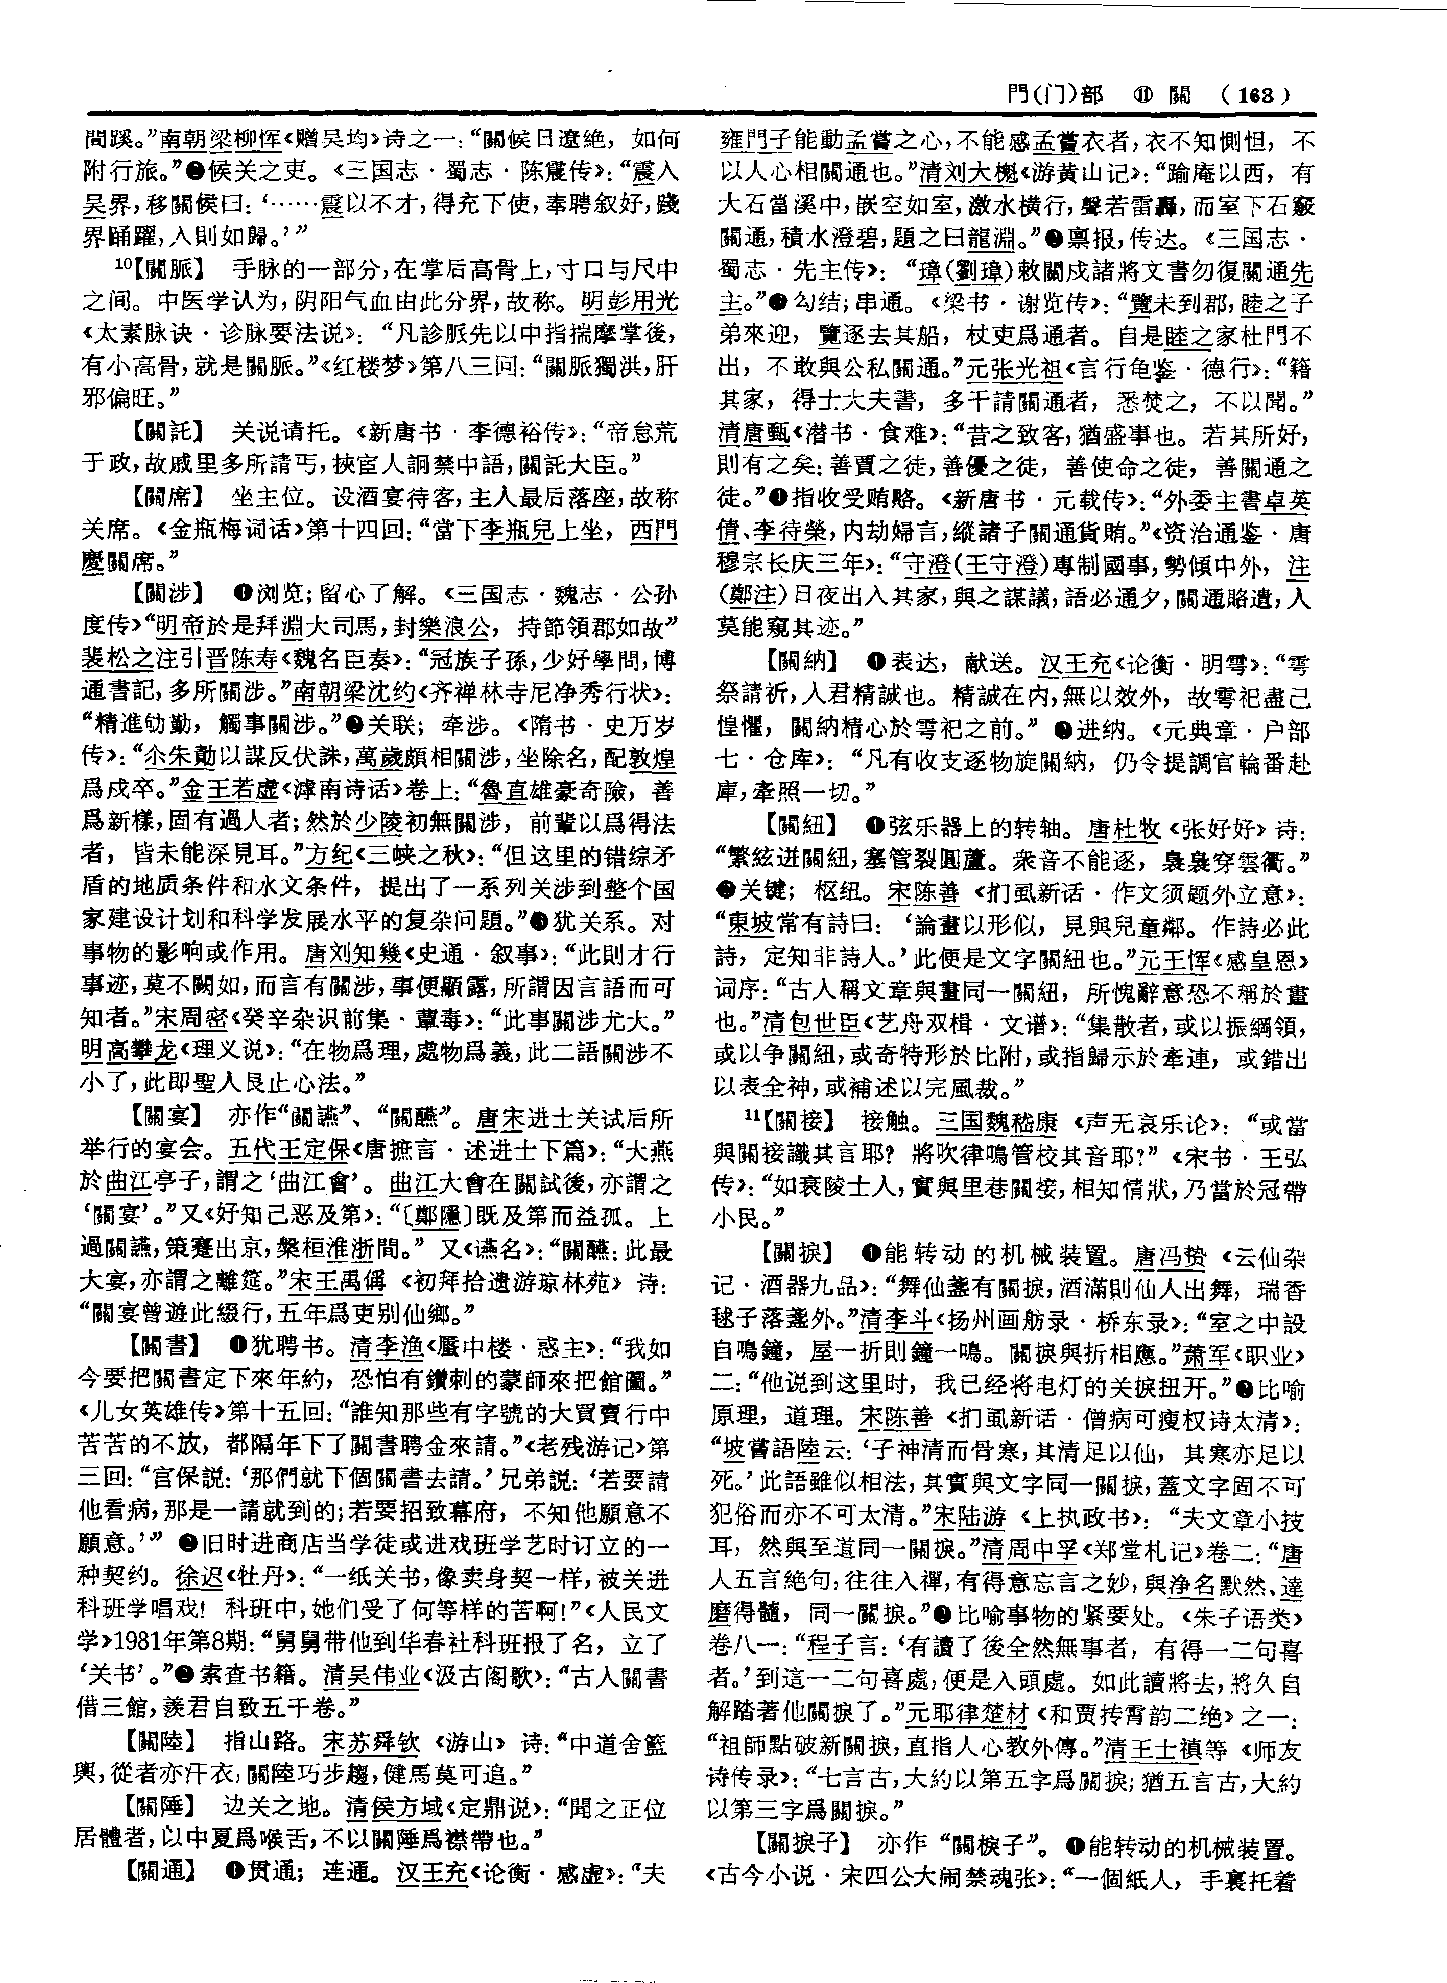 門(门)部 ⑪ 關 (163)
間蹊。”南朝梁柳恽《赠吴均》诗之一：“關候日遼絶，如何
附行旅。”❷候关之吏。《三国志·蜀志·陈震传》：“震入
吴界，移關候曰：‘……震以不才，得充下使，奉聘叙好，踐
界踊躍，入則如歸。’”
¹⁰【關脈】 手脉的一部分，在掌后高骨上，寸口与尺中
之间。中医学认为，阴阳气血由此分界，故称。明彭用光
《太素脉诀·诊脉要法说》：“凡診脈先以中指揣摩掌後，
有小高骨，就是關脈。”《红楼梦》第八三回：“關脈獨洪，肝
邪偏旺。”
【關託】 关说请托。《新唐书·李德裕传》：“帝怠荒
于政，故戚里多所請丐，挾宦人詗禁中語，關託大臣。”
【關席】 坐主位。设酒宴待客，主人最后落座，故称
关席。《金瓶梅词话》第十四回：“當下李瓶兒上坐，西門
慶關席。”
【關涉】 ❶浏览；留心了解。《三国志·魏志·公孙
度传》“明帝於是拜淵大司馬，封樂浪公，持節領郡如故”
裴松之注引晋陈寿《魏名臣奏》：“冠族子孫，少好學問，博
通書記，多所關涉。”南朝梁沈约《齐禅林寺尼净秀行状》：
“精進劬勤，觸事關涉。”❷关联；牵涉。《隋书·史万岁
传》：“尒朱勣以謀反伏誅，萬歲頗相關涉，坐除名，配敦煌
爲戍卒。”金王若虚《滹南诗话》卷上：“魯直雄豪奇險，善
爲新樣，固有過人者；然於少陵初無關涉，前輩以爲得法
者，皆未能深見耳。”方纪《三峡之秋》：“但这里的错综矛
盾的地质条件和水文条件，提出了一系列关涉到整个国
家建设计划和科学发展水平的复杂问题。”❸犹关系。对
事物的影响或作用。唐刘知幾《史通·叙事》：“此則才行
事迹，莫不闕如，而言有關涉，事便顯露，所謂因言語而可
知者。”宋周密《癸辛杂识前集·蕈毒》：“此事關涉尤大。”
明高攀龙《理义说》：“在物爲理，處物爲義，此二語關涉不
小了，此即聖人艮止心法。”
【關宴】 亦作“關讌”、“關醼”。唐宋进士关试后所
举行的宴会。五代王定保《唐摭言·述进士下篇》：“大燕
於曲江亭子，謂之‘曲江會’。曲江大會在關試後，亦謂之
‘關宴’。”又《好知己恶及第》：“〔鄭隱〕既及第而益孤。上
過關讌，策蹇出京，槃桓淮浙間。” 又《䜩名》：“關醼：此最
大宴，亦謂之離筵。”宋王禹偁《初拜拾遗游琼林苑》诗：
“關宴曾遊此綴行，五年爲吏别仙鄉。”
【關書】 ❶犹聘书。清李渔《蜃中楼·惑主》：“我如
今要把關書定下來年約，恐怕有鑽刺的蒙師來把館圖。”
《儿女英雄传》第十五回：“誰知那些有字號的大買賣行中
苦苦的不放，都隔年下了關書聘金來請。”《老残游记》第
三回：“宫保説：‘那們就下個關書去請。’兄弟説：‘若要請
他看病，那是一請就到的；若要招致幕府，不知他願意不
願意。’” ❷旧时进商店当学徒或进戏班学艺时订立的一
种契约。徐迟《牡丹》：“一纸关书，像卖身契一样，被关进
科班学唱戏！科班中，她们受了何等样的苦啊！”《人民文
学》1981年第8期：“舅舅带他到华春社科班报了名，立了
‘关书’。”❸索查书籍。清吴伟业《汲古阁歌》：“古人關書
借三館，羨君自致五千卷。”
【關陸】 指山路。宋苏舜钦《游山》诗：“中道舍籃
輿，從者亦汗衣，關陸巧步趨，健馬莫可追。”
【關陲】 边关之地。清侯方域《定鼎说》：“聞之正位
居體者，以中夏爲喉舌，不以關陲爲襟帶也。”
【關通】 ❶贯通；连通。汉王充《论衡·感虚》：“夫
雍門子能動孟嘗之心，不能感孟嘗衣者，衣不知惻怛，不
以人心相關通也。”清刘大櫆《游黄山记》：“踰庵以西，有
大石當溪中，嵌空如室，激水横行，聲若雷轟，而室下石竅
關通，積水澄碧，題之曰龍淵。”❷禀报，传达。《三国志·
蜀志·先主传》：“璋(劉璋)敕關戍諸將文書勿復關通先
主。”❸勾结；串通。《梁书·谢览传》：“覽未到郡，睦之子
弟來迎，覽逐去其船，杖吏爲通者。自是睦之家杜門不
出，不敢與公私關通。”元张光祖《言行龟鉴·德行》：“籍
其家，得士大夫書，多干請關通者，悉焚之，不以聞。”
清唐甄《潜书·食难》：“昔之致客，猶盛事也。若其所好，
則有之矣：善賈之徒，善優之徒，善使命之徒，善關通之
徒。”❹指收受贿赂。《新唐书·元载传》：“外委主書卓英
倩、李待榮，内劫婦言，縱諸子關通貨賄。”《资治通鉴·唐
穆宗长庆三年》：“守澄(王守澄)專制國事，勢傾中外，注
(鄭注)日夜出入其家，與之謀議，語必通夕，關通賂遺，人
莫能窺其迹。”
【關納】 ❶表达，献送。汉王充《论衡·明雩》：“雩
祭請祈，人君精誠也。精誠在内，無以效外，故雩祀盡己
惶懼，關納精心於雩祀之前。” ❷进纳。《元典章·户部
七·仓库》：“凡有收支逐物旋關納，仍令提調官輪番赴
庫，牽照一切。”
【關紐】 ❶弦乐器上的转轴。唐杜牧《张好好》诗：
“繁絃迸關紐，塞管裂圓蘆。衆音不能逐，裊裊穿雲衢。”
❷关键；枢纽。宋陈善《扪虱新话·作文须题外立意》：
“東坡常有詩曰：‘論畫以形似，見與兒童鄰。作詩必此
詩，定知非詩人。’此便是文字關紐也。”元王恽《感皇恩》
词序：“古人稱文章與畫同一關紐，所愧辭意恐不稱於畫
也。”清包世臣《艺舟双楫·文谱》：“集散者，或以振綱領，
或以争關紐，或奇特形於比附，或指歸示於牽連，或錯出
以表全神，或補述以完風裁。”
¹¹【關接】 接触。三国魏嵇康《声无哀乐论》：“或當
與關接識其言耶？將吹律鳴管校其音耶？”《宋书·王弘
传》：“如衰陵士人，實與里巷關接，相知情狀，乃當於冠帶
小民。”
【關捩】 ❶能转动的机械装置。唐冯贽《云仙杂
记·酒器九品》：“舞仙盞有關捩，酒滿則仙人出舞，瑞香
毬子落盞外。”清李斗《扬州画舫录·桥东录》：“室之中設
自鳴鐘，屋一折則鐘一鳴。關捩與折相應。”萧军《职业》
二：“他说到这里时，我已经将电灯的关捩扭开。”❷比喻
原理，道理。宋陈善《扪虱新话·僧病可瘦权诗太清》：
“坡嘗語陸云：‘子神清而骨寒，其清足以仙，其寒亦足以
死。’此語雖似相法，其實與文字同一關捩，蓋文字固不可
犯俗而亦不可太清。”宋陆游《上执政书》：“夫文章小技
耳，然與至道同一關捩。”清周中孚《郑堂札记》卷二：“唐
人五言絶句，往往入禪，有得意忘言之妙，與净名默然、達
磨得髓，同一關捩。”❸比喻事物的紧要处。《朱子语类》
卷八一：“程子言：‘有讀了後全然無事者，有得一二句喜
者。’到這一二句喜處，便是入頭處。如此讀將去，將久自
解踏著他關捩了。”元耶律楚材《和贾抟霄韵二绝》之一：
“祖師點破新關捩，直指人心教外傳。”清王士禛等《师友
诗传录》：“七言古，大約以第五字爲關捩；猶五言古，大約
以第三字爲關捩。”
【關捩子】 亦作“關棙子”。❶能转动的机械装置。
《古今小说·宋四公大闹禁魂张》：“一個紙人，手裏托着